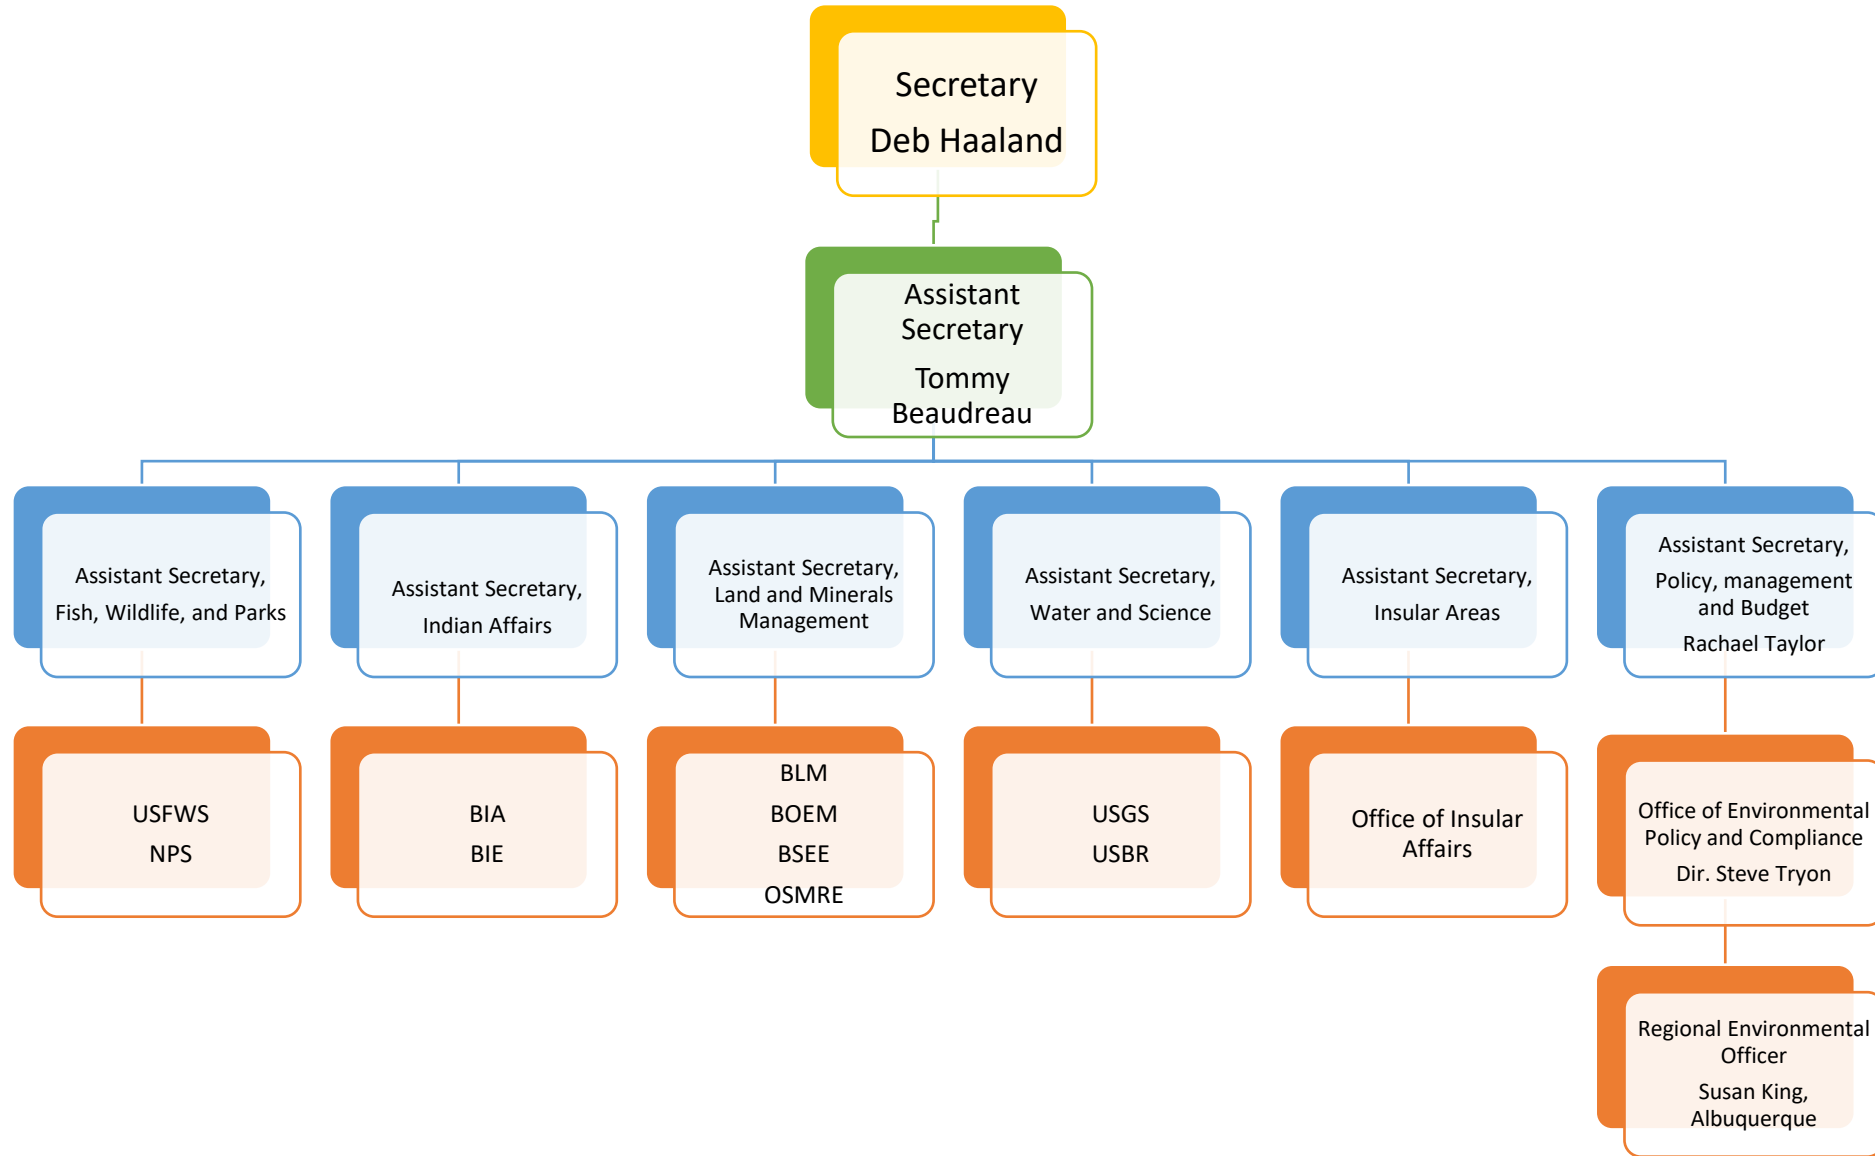 Secretary
Deb Haaland
Assistant
Secretary
Tommy
Beaudreau
Assistant Secretary,
Fish, Wildlife, and Parks
Assistant Secretary,
Indian Affairs
Assistant Secretary,
Land and Minerals
Management
Assistant Secretary,
Water and Science
Assistant Secretary,
Insular Areas
Assistant Secretary,
Policy, management
and Budget
Rachael Taylor
USFWS
NPS
BIA
BIE
BLM
BOEM
BSEE
OSMRE
USGS
USBR
Office of Insular
Affairs
Office of Environmental
Policy and Compliance
Dir. Steve Tryon
Regional Environmental
Officer
Susan King,
Albuquerque